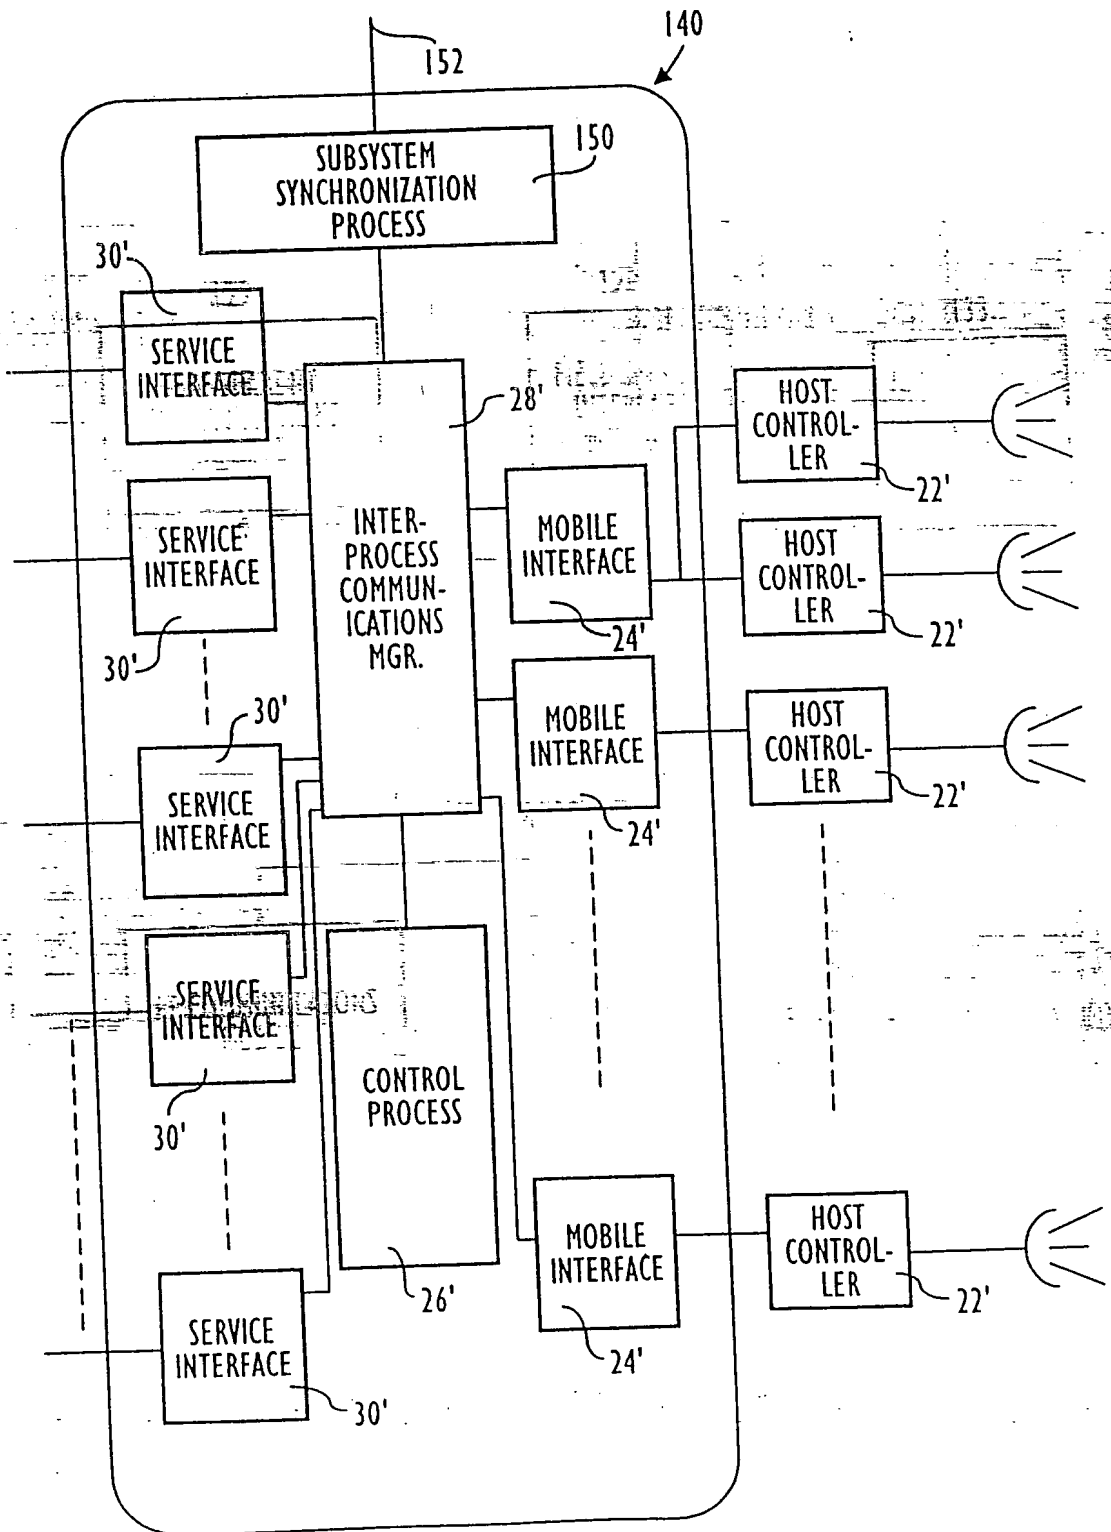 140
152
SUBSYSTEM
SYNCHRONIZATION
PROCESS
150
30'
SERVICE
INTERFACE
28'
HOST
CONTROL-
LER
22'
SERVICE
INTERFACE
30'
INTER-
PROCESS
COMMUN-
ICATIONS
MGR.
MOBILE
INTERFACE
24'
HOST
CONTROL-
LER
22'
30'
SERVICE
INTERFACE
MOBILE
INTERFACE
24'
HOST
CONTROL-
LER
22'
SERVICE
INTERFACE
30'
CONTROL
PROCESS
26'
MOBILE
INTERFACE
24'
HOST
CONTROL-
LER
22'
SERVICE
INTERFACE
30'